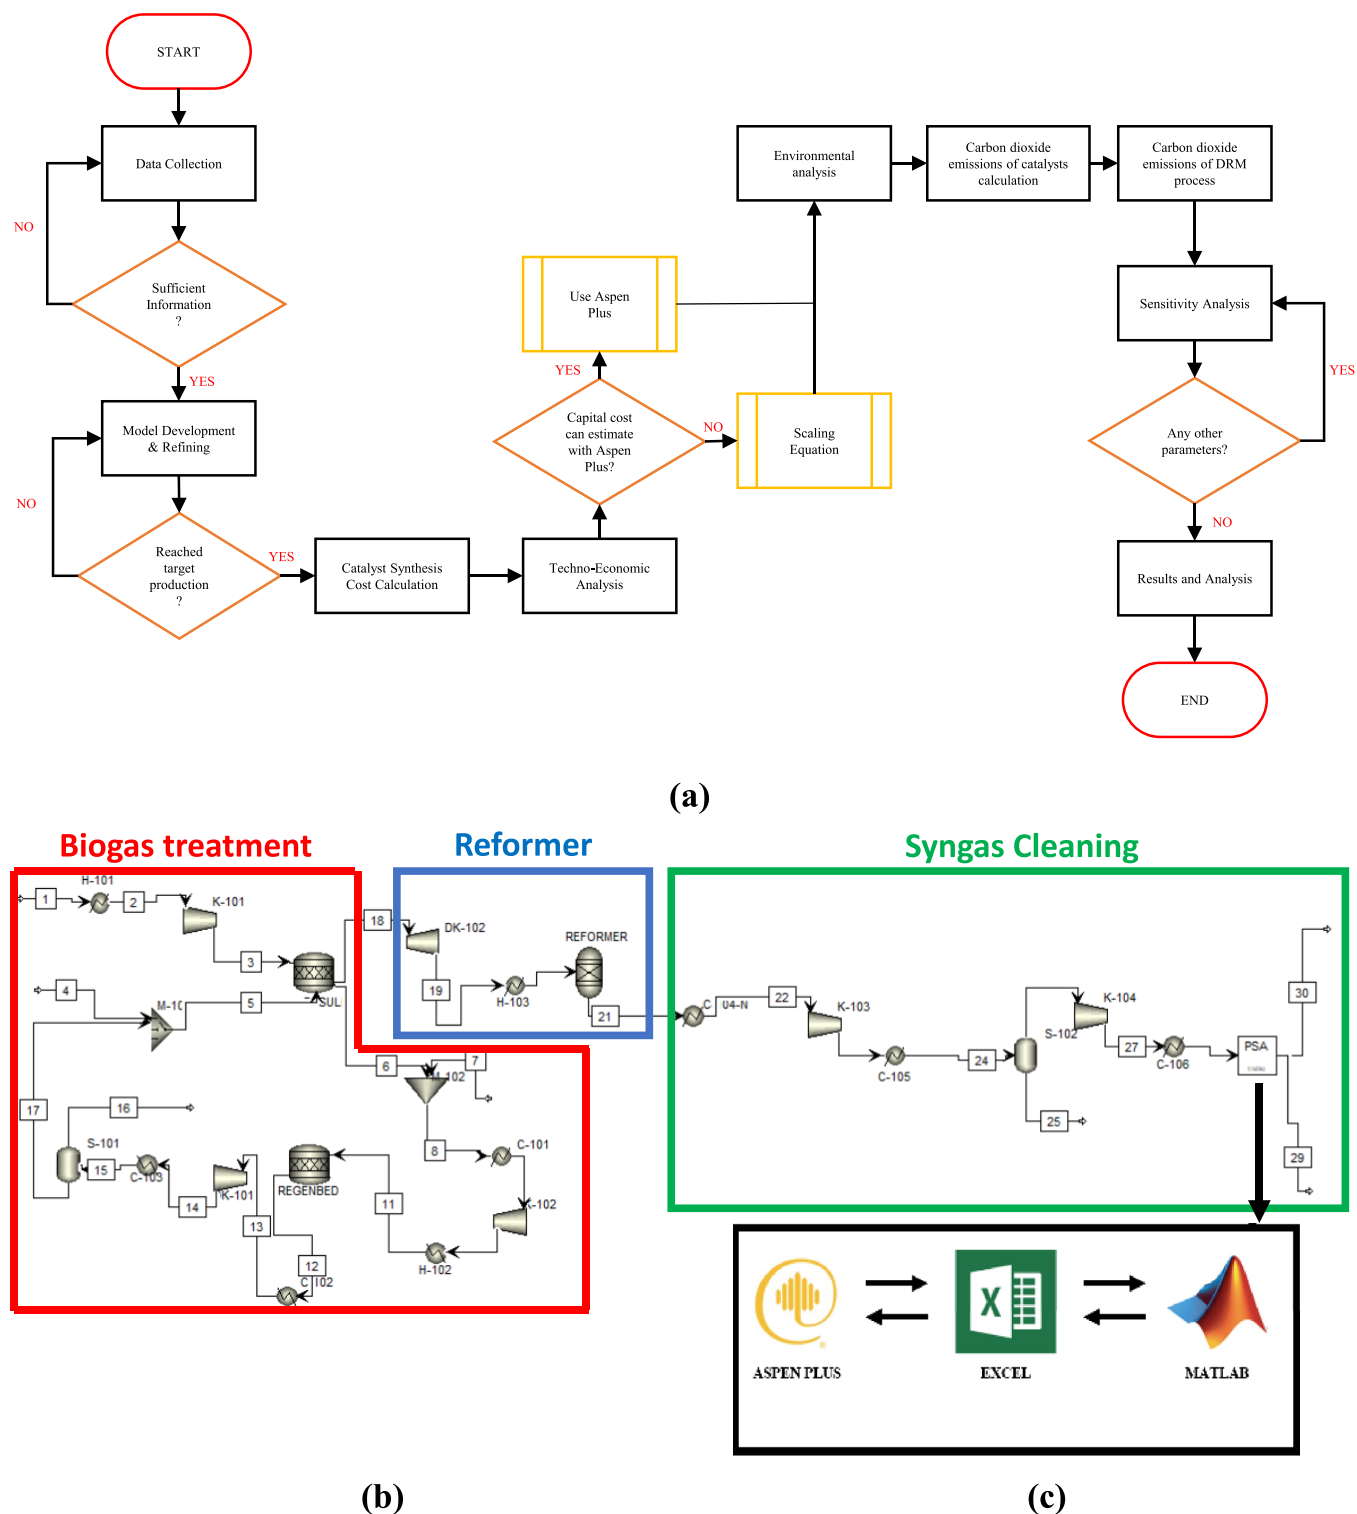 START
Data Collection
NO
Sufficient
Information
?
YES
Model Development
& Refining
NO
Reached
target
production
?
YES
Catalyst Synthesis
Cost Calculation
Techno-Economic
Analysis
Capital cost
can estimate
with Aspen
Plus?
YES
Use Aspen
Plus
NO
Scaling
Equation
Environmental
analysis
Carbon dioxide
emissions of catalysts
calculation
Carbon dioxide
emissions of DRM
process
Sensitivity Analysis
YES
Any other
parameters?
NO
Results and Analysis
END
(a)
Biogas treatment
Reformer
Syngas Cleaning
1
H-101
2
K-101
3
4
5
6
7
M-102
8
C-101
K-102
H-102
11
REGENBED
12
13
K-101
14
C-103
15
S-101
16
17
18
DK-102
19
H-103
REFORMER
21
22
K-103
C-105
24
S-102
25
K-104
27
C-106
PSA
30
29
ASPEN PLUS
EXCEL
MATLAB
(b)
(c)